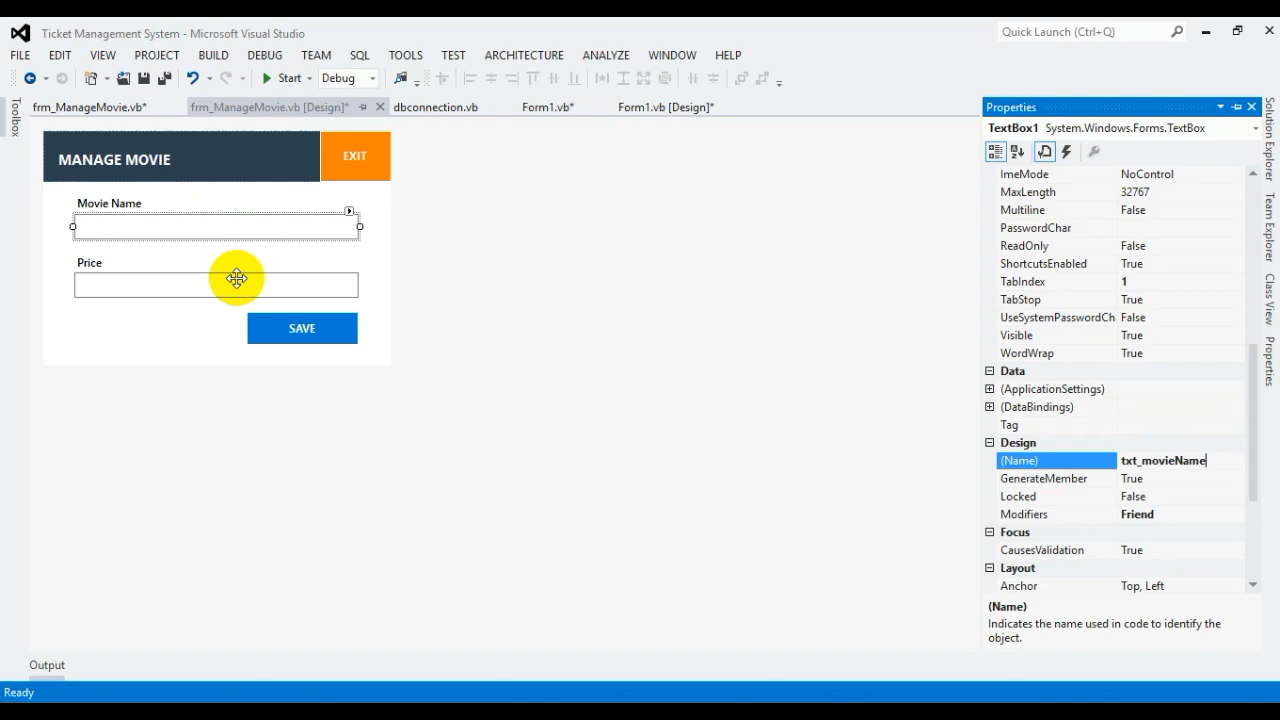 Ticket Management System - Microsoft Visual Studio
Quick Launch (Ctrl+Q)
FILE EDIT VIEW PROJECT BUILD DEBUG TEAM SQL TOOLS TEST ARCHITECTURE ANALYZE WINDOW HELP
Start Debug
frm_ManageMovie.vb* frm_ManageMovie.vb [Design]* dbconnection.vb Form1.vb* Form1.vb [Design]*
Toolbox
MANAGE MOVIE
EXIT
Movie Name
Price
SAVE
Properties
TextBox1 System.Windows.Forms.TextBox
ImeMode NoControl
MaxLength 32767
Multiline False
PasswordChar
ReadOnly False
ShortcutsEnabled True
TabIndex 1
TabStop True
UseSystemPasswordCh False
Visible True
WordWrap True
Data
(ApplicationSettings)
(DataBindings)
Tag
Design
(Name) txt_movieName
GenerateMember True
Locked False
Modifiers Friend
Focus
CausesValidation True
Layout
Anchor Top, Left
(Name)
Indicates the name used in code to identify the
object.
Solution Explorer
Team Explorer
Class View
Properties
Output
Ready